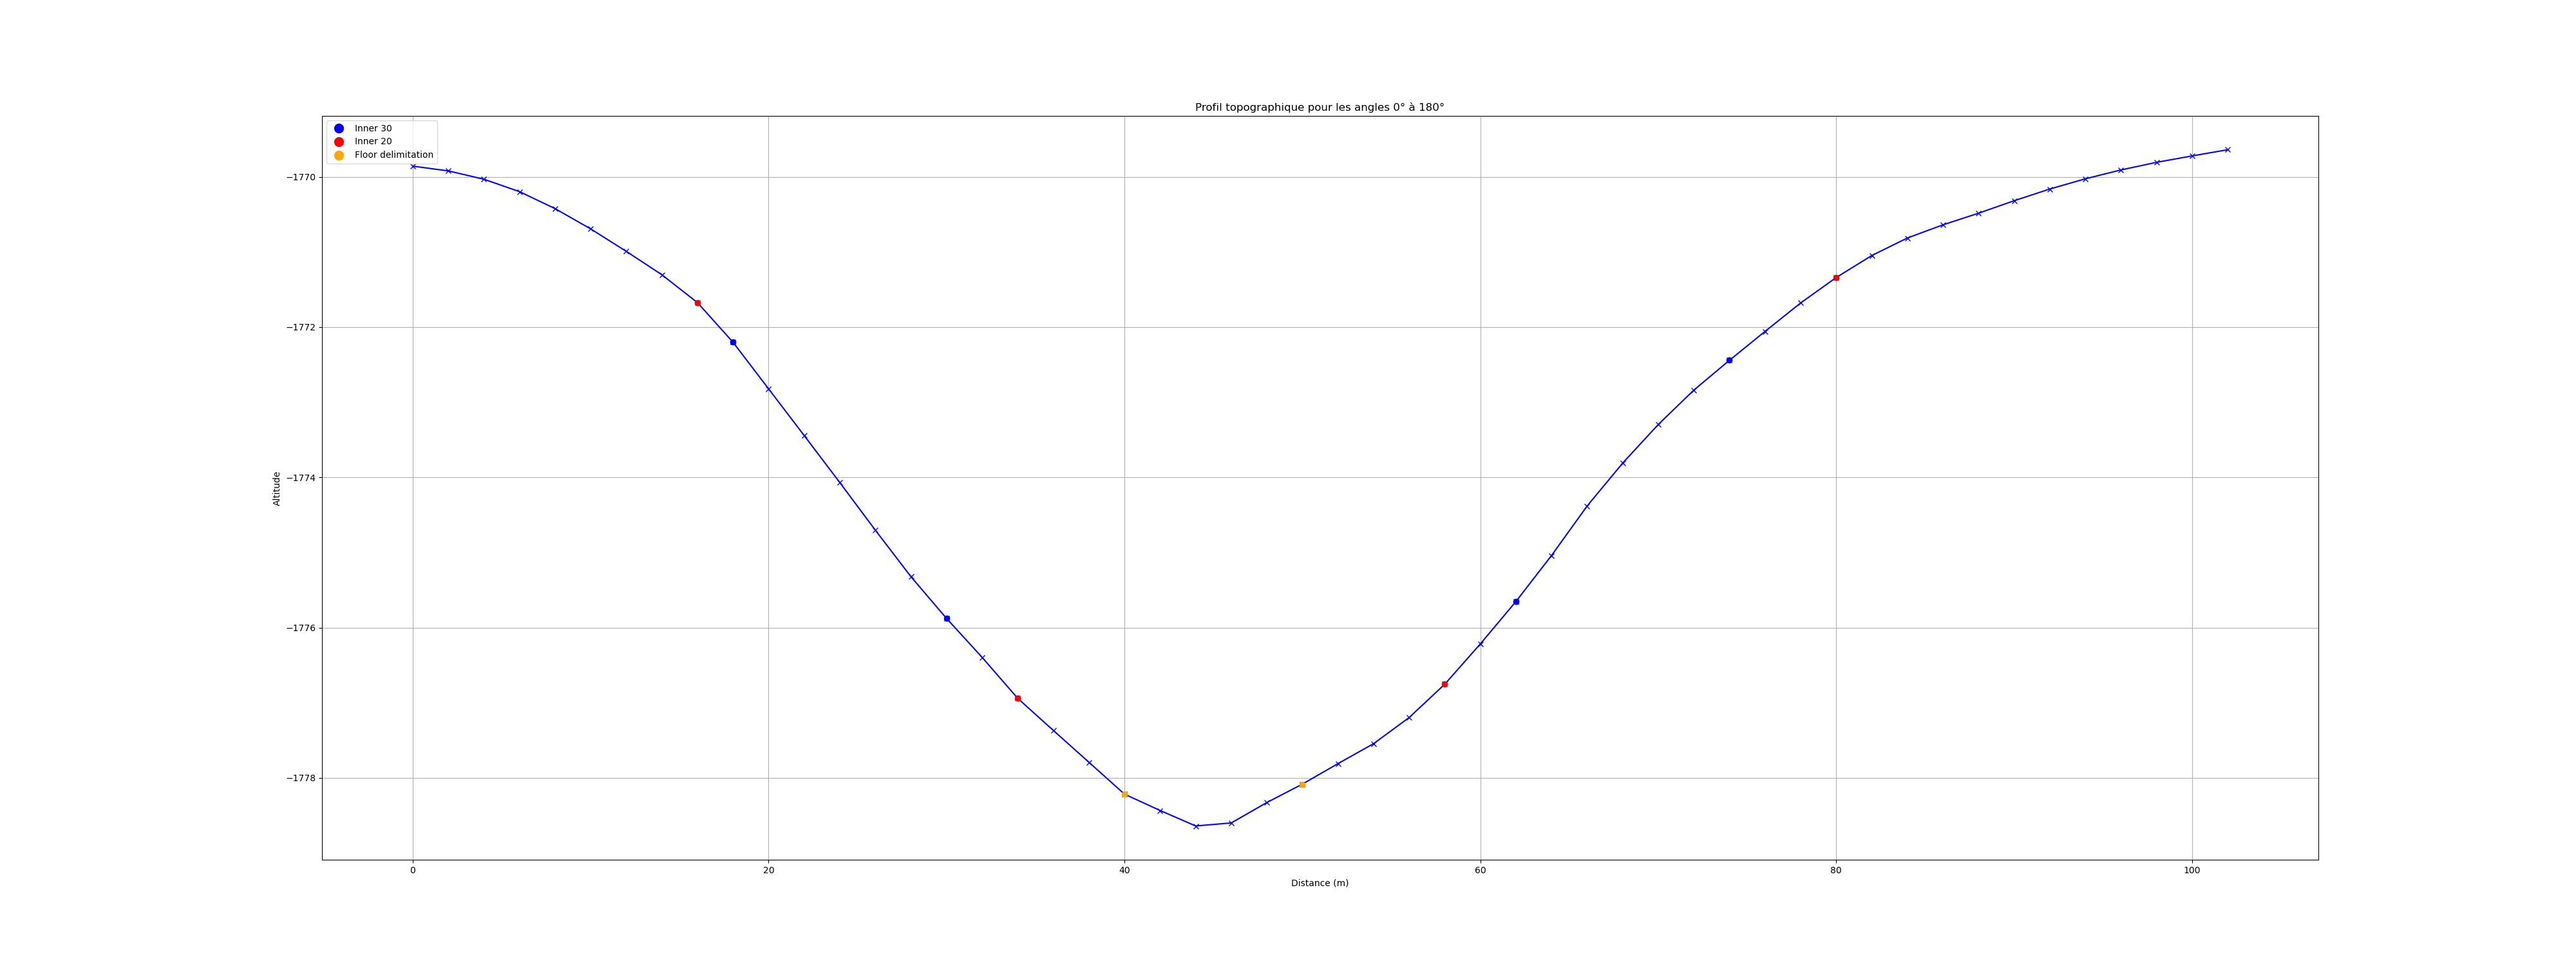 Profil topographique pour les angles 0° à 180°
Inner 30
Inner 20
Floor delimitation
−1770
−1772
−1774
−1776
−1778
Altitude
0
20
40
60
80
100
Distance (m)